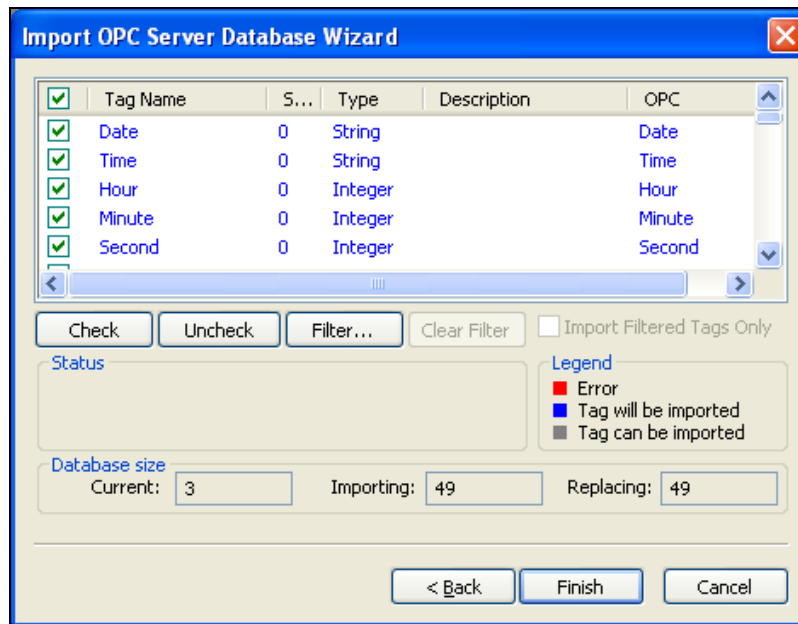 Import OPC Server Database Wizard
Tag Name S... Type Description OPC
Date 0 String Date
Time 0 String Time
Hour 0 Integer Hour
Minute 0 Integer Minute
Second 0 Integer Second
Check Uncheck Filter... Clear Filter Import Filtered Tags Only
Status
Legend
Error
Tag will be imported
Tag can be imported
Database size
Current: 3 Importing: 49 Replacing: 49
< Back Finish Cancel